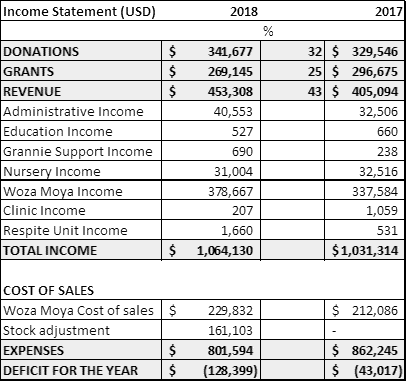 Income Statement (USD) 2018 2017
%
DONATIONS $ 341,677 32 $ 329,546
GRANTS $ 269,145 25 $ 296,675
REVENUE $ 453,308 43 $ 405,094
Administrative Income 40,553 32,506
Education Income 527 660
Grannie Support Income 690 238
Nursery Income 31,004 32,516
Woza Moya Income 378,667 337,584
Clinic Income 207 1,059
Respite Unit Income 1,660 531
TOTAL INCOME $ 1,064,130 $ 1,031,314
COST OF SALES
Woza Moya Cost of sales $ 229,832 $ 212,086
Stock adjustment 161,103 -
EXPENSES $ 801,594 $ 862,245
DEFICIT FOR THE YEAR $ (128,399) $ (43,017)